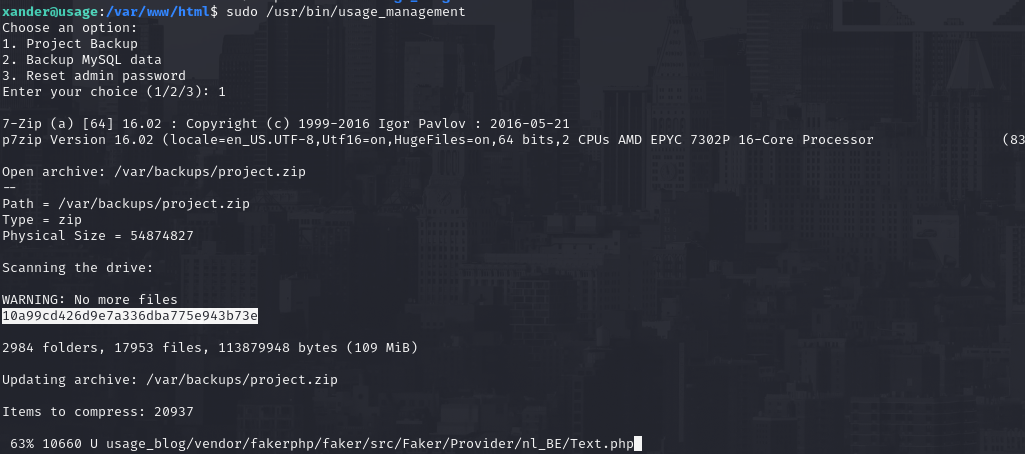 xander@usage:/var/www/html$ sudo /usr/bin/usage_management
Choose an option:
1. Project Backup
2. Backup MySQL data
3. Reset admin password
Enter your choice (1/2/3): 1
7-Zip (a) [64] 16.02 : Copyright (c) 1999-2016 Igor Pavlov : 2016-05-21
p7zip Version 16.02 (locale=en_US.UTF-8,Utf16=on,HugeFiles=on,64 bits,2 CPUs AMD EPYC 7302P 16-Core Processor (83
Open archive: /var/backups/project.zip
--
Path = /var/backups/project.zip
Type = zip
Physical Size = 54874827
Scanning the drive:
WARNING: No more files
10a99cd426d9e7a336dba775e943b73e
2984 folders, 17953 files, 113879948 bytes (109 MiB)
Updating archive: /var/backups/project.zip
Items to compress: 20937
63% 10660 U usage_blog/vendor/fakerphp/faker/src/Faker/Provider/nl_BE/Text.php